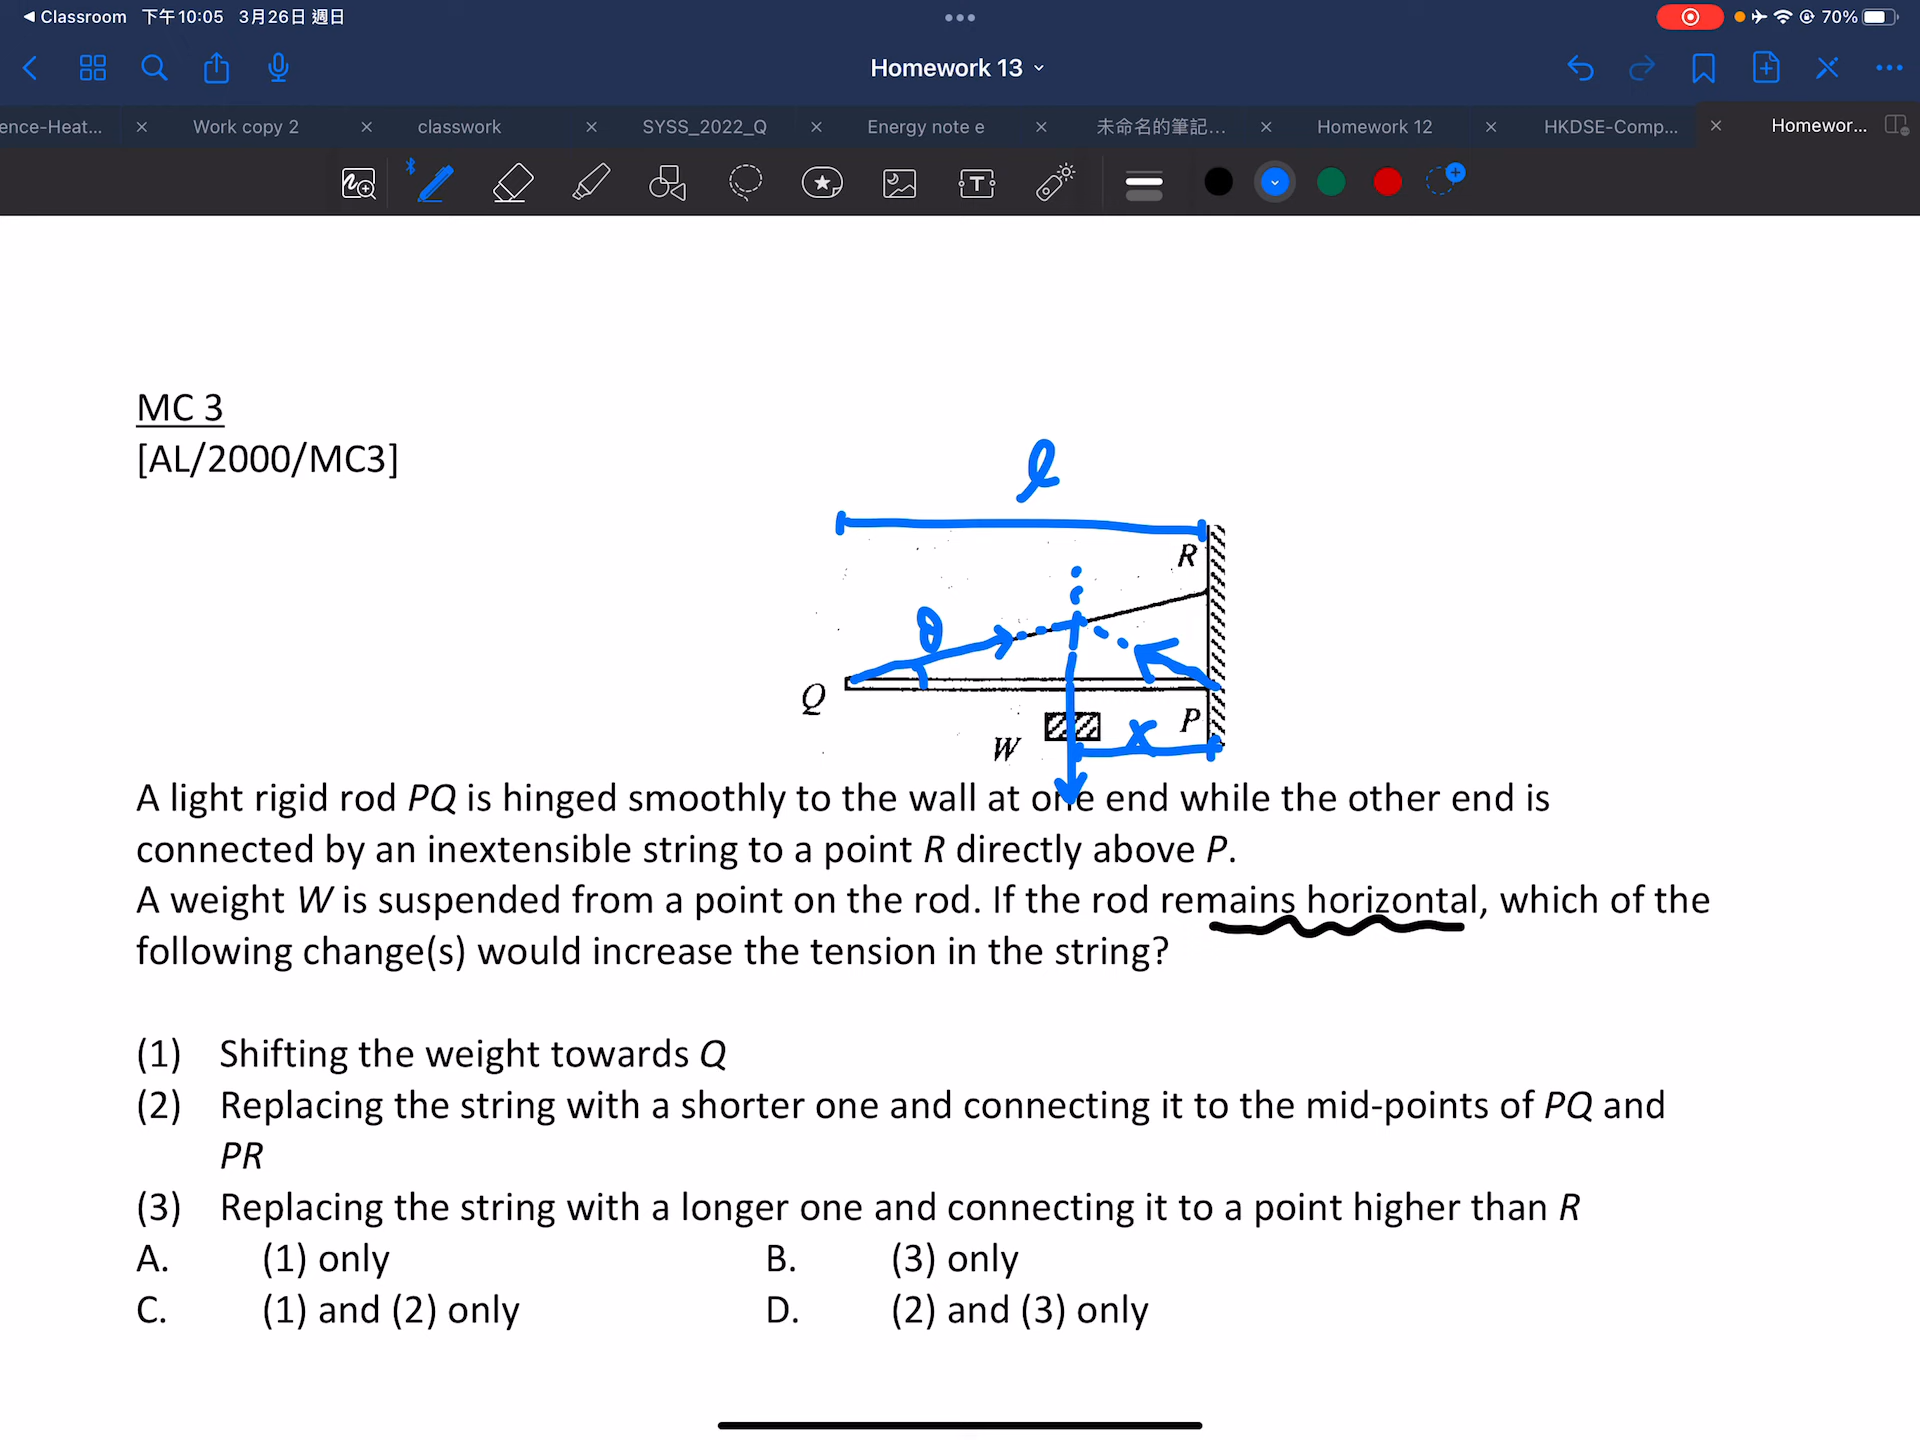 Classroom 下午10:05 3月26日 週日 70%
Homework 13
ence-Heat... Work copy 2 classwork SYSS_2022_Q Energy note e 未命名的筆記... Homework 12 HKDSE-Comp... Homewor...
MC 3
[AL/2000/MC3]
l
R
θ
Q
P
x
W
A light rigid rod PQ is hinged smoothly to the wall at one end while the other end is
connected by an inextensible string to a point R directly above P.
A weight W is suspended from a point on the rod. If the rod remains horizontal, which of the
following change(s) would increase the tension in the string?
(1) Shifting the weight towards Q
(2) Replacing the string with a shorter one and connecting it to the mid-points of PQ and
PR
(3) Replacing the string with a longer one and connecting it to a point higher than R
A. (1) only B. (3) only
C. (1) and (2) only D. (2) and (3) only